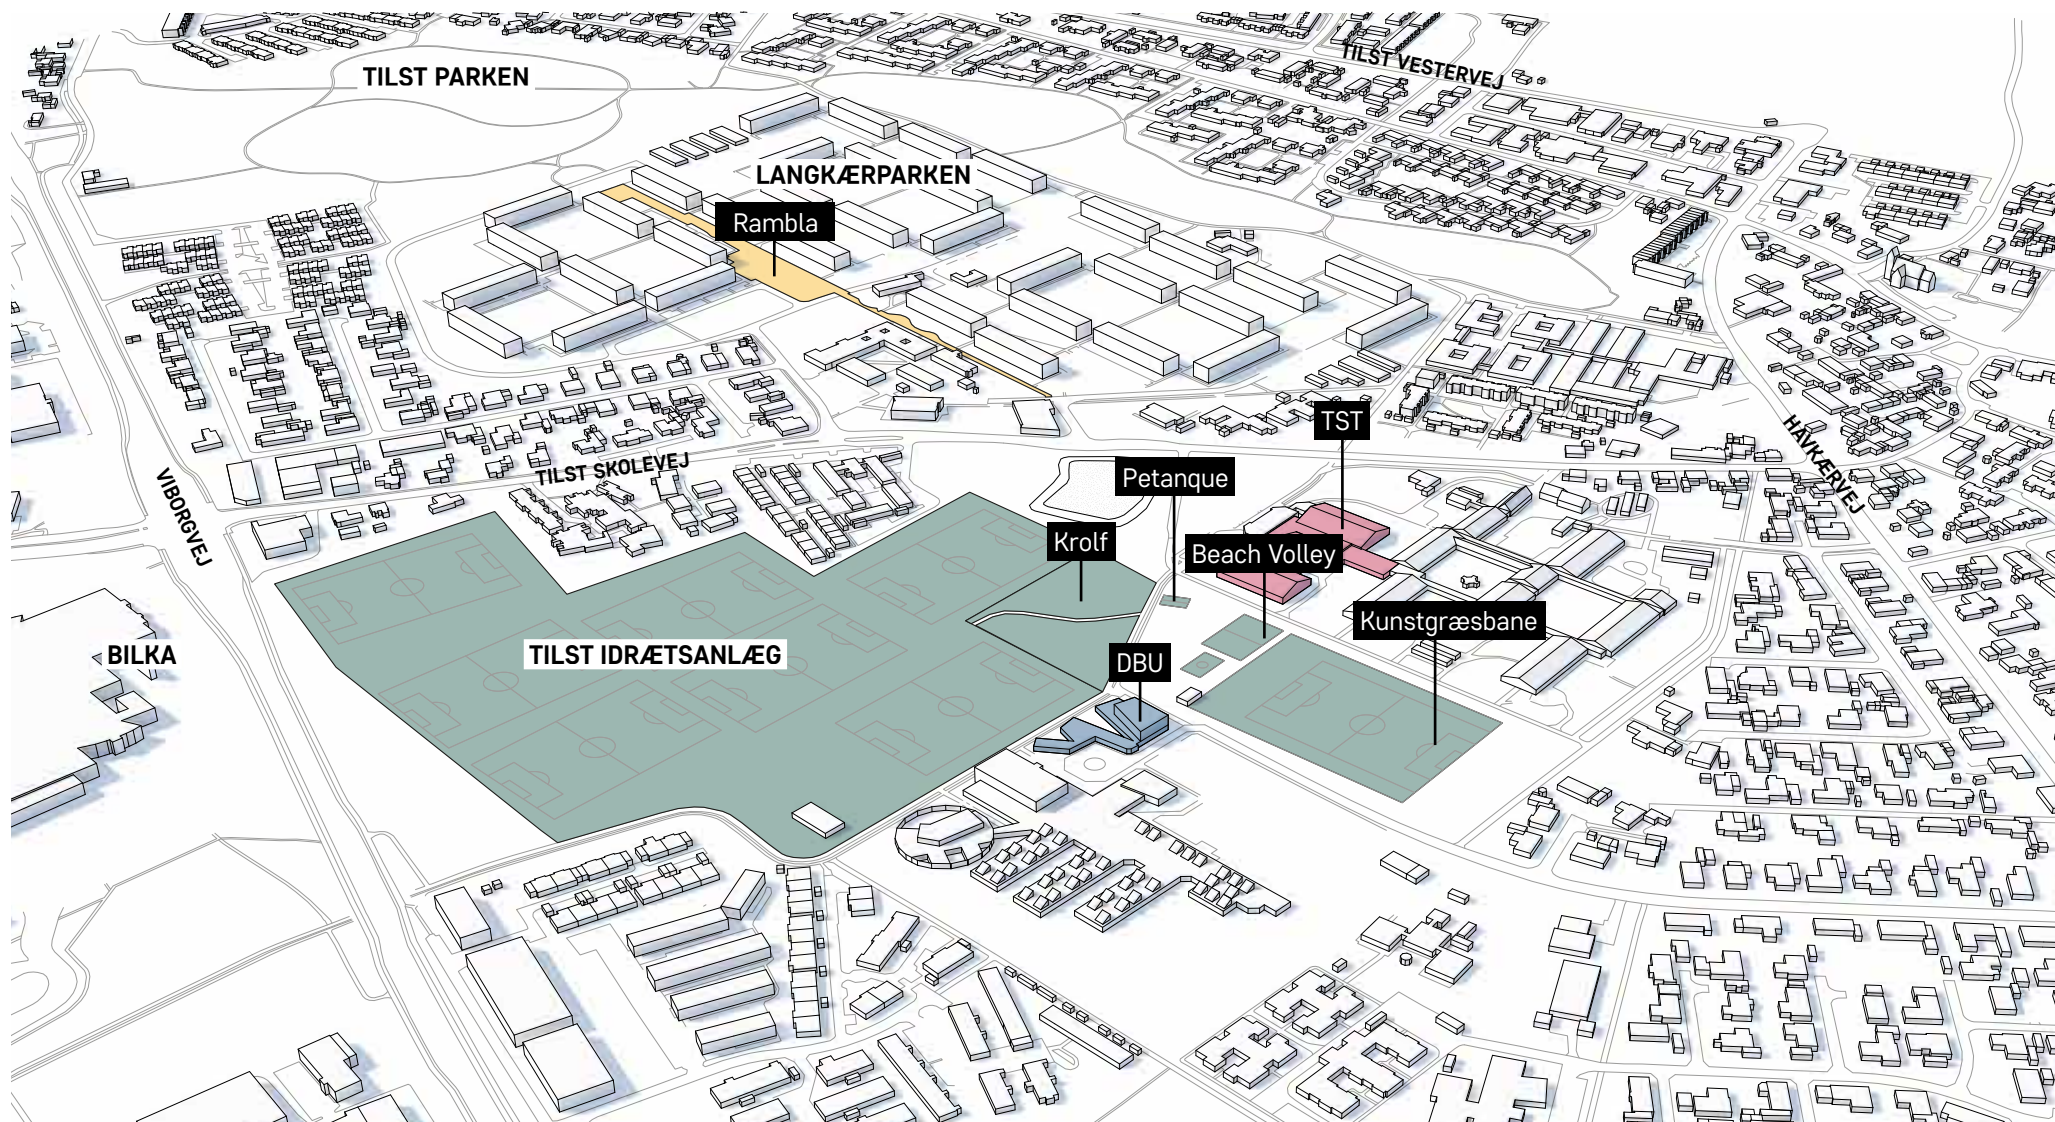 TILST VESTERVEJ
TILST PARKEN
LANGKÆRPARKEN
Rambla
TST
HAVKÆRVEJ
TILST SKOLEVEJ
Petanque
VIBORGVEJ
Krolf
Beach Volley
Kunstgræsbane
TILST IDRÆTSANLÆG
BILKA
DBU